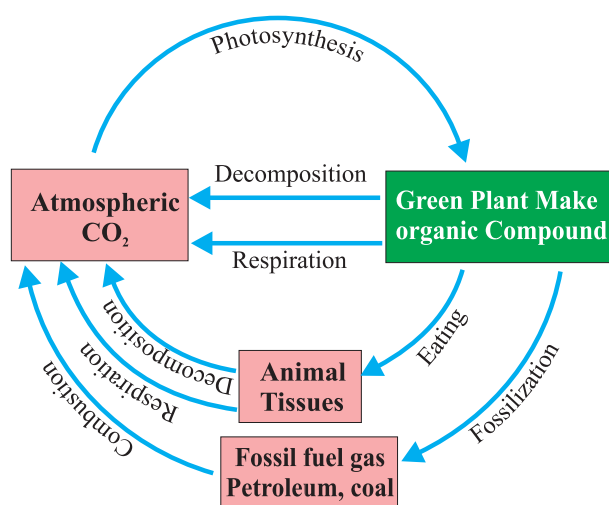 Photosynthesis
Decomposition
Atmospheric
CO₂
Green Plant Make
organic Compound
Respiration
Decomposition
Respiration
Combustion
Eating
Fossilization
Animal
Tissues
Fossil fuel gas
Petroleum, coal